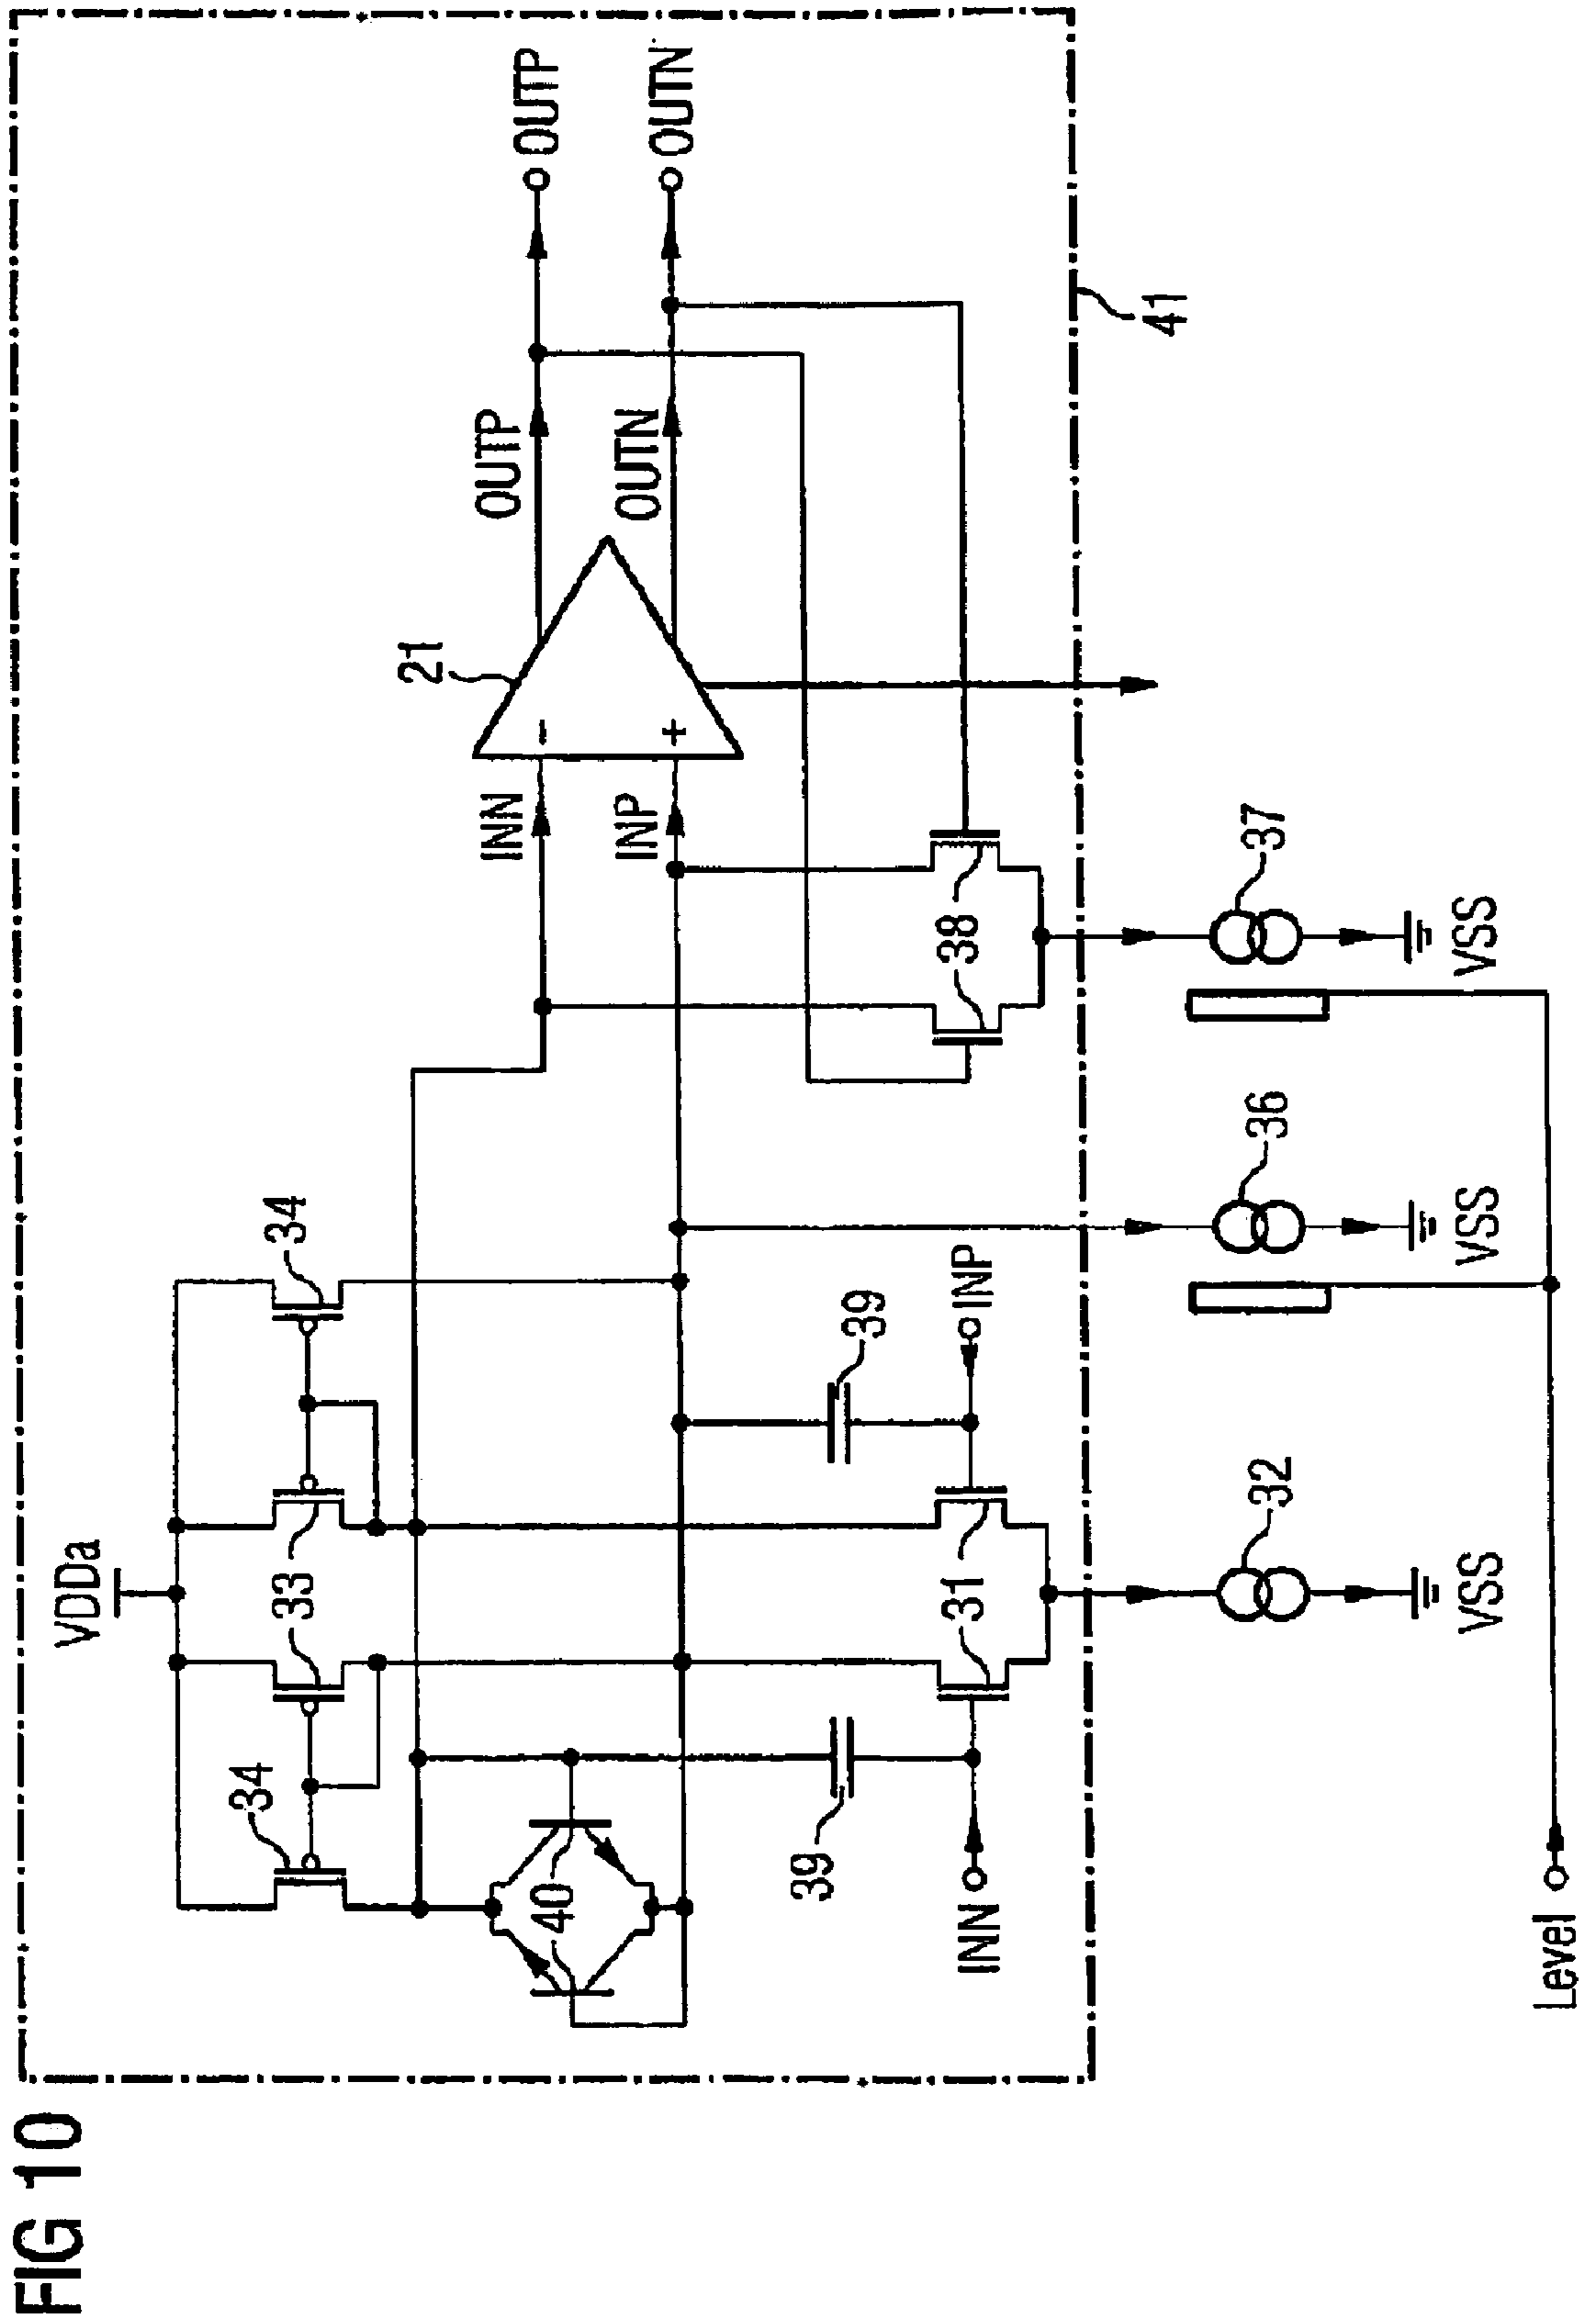 FIG 10
VDDa
34
33
34
40
39
39
INN
INP
31
32
VSS
36
VSS
37
VSS
38
INN
INP
21
OUTP
OUTN
OUTP
OUTN
41
Level